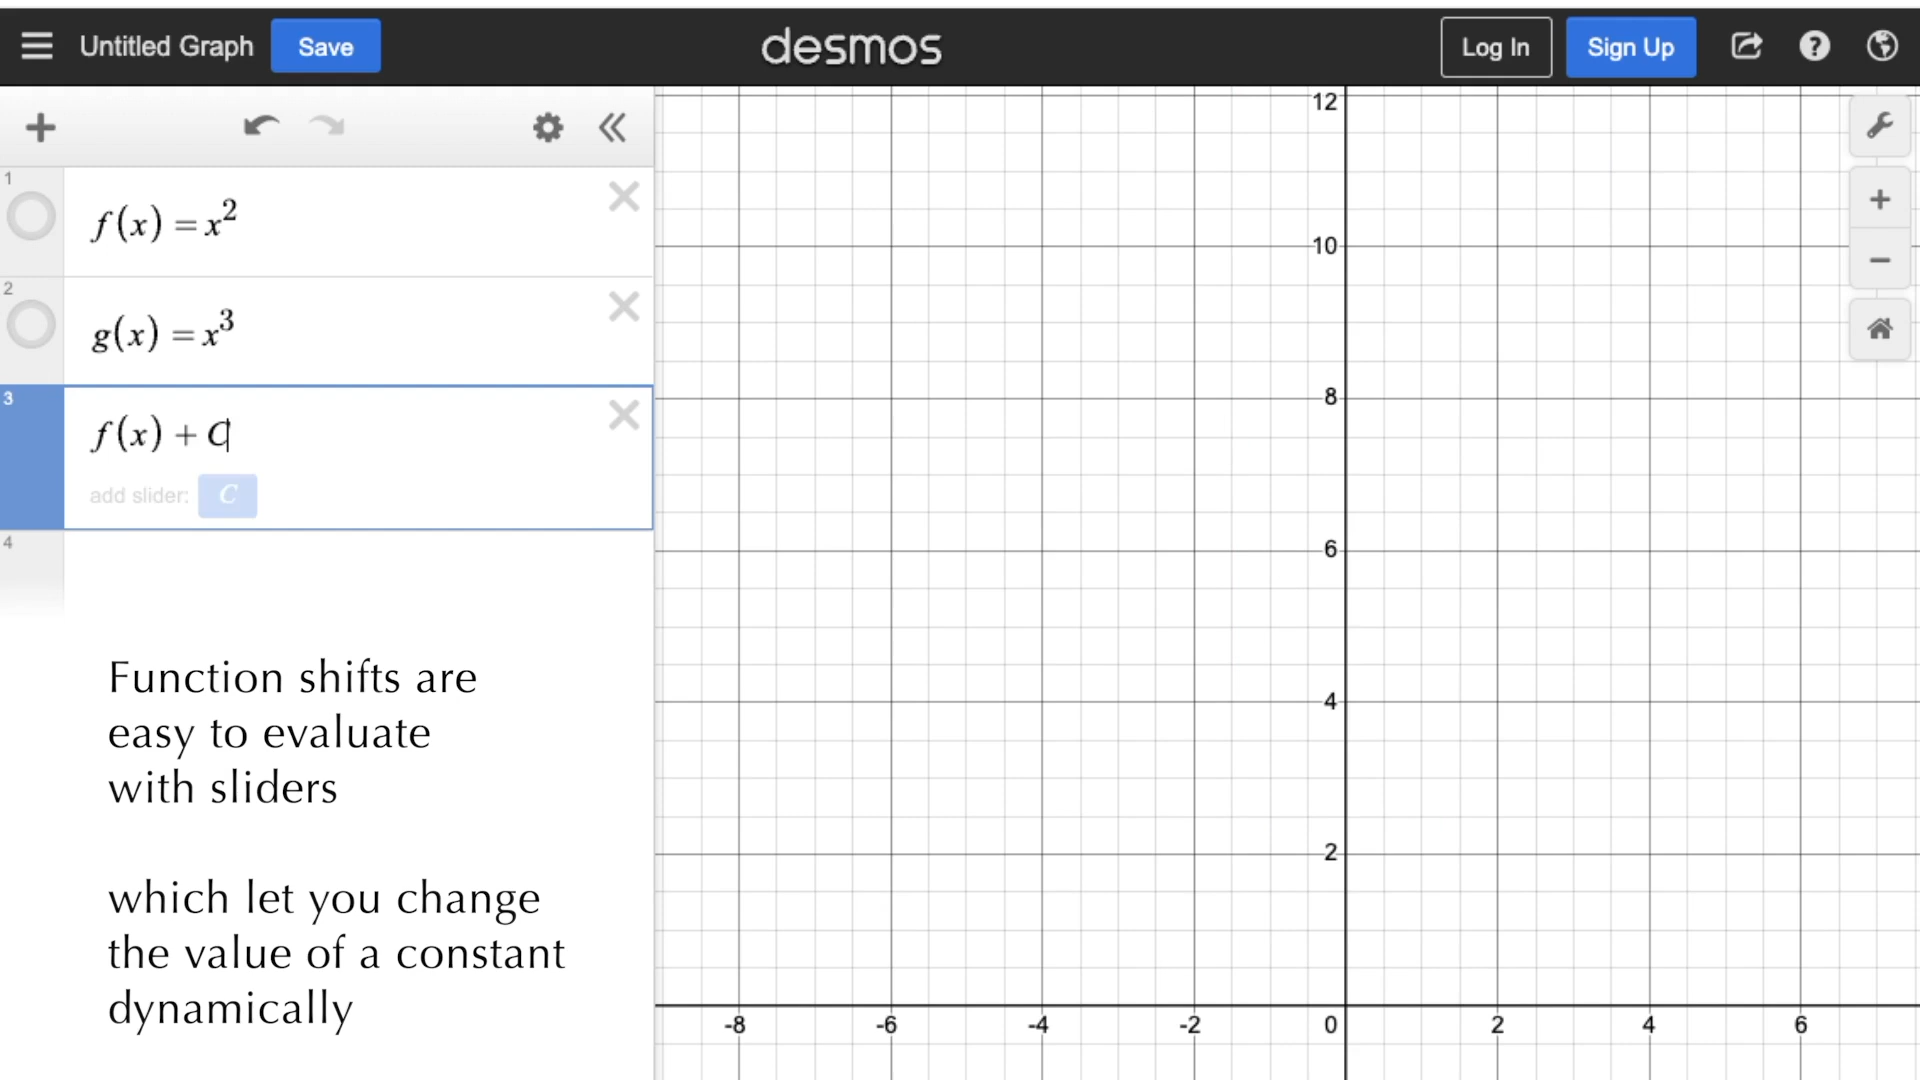 Untitled Graph Save desmos Log In Sign Up ?
1
f(x) = x²
2
g(x) = x³
3
f(x) + C
add slider: C
4
Function shifts are
easy to evaluate
with sliders
which let you change
the value of a constant
dynamically
12
10
8
6
4
2
-8 -6 -4 -2 0 2 4 6